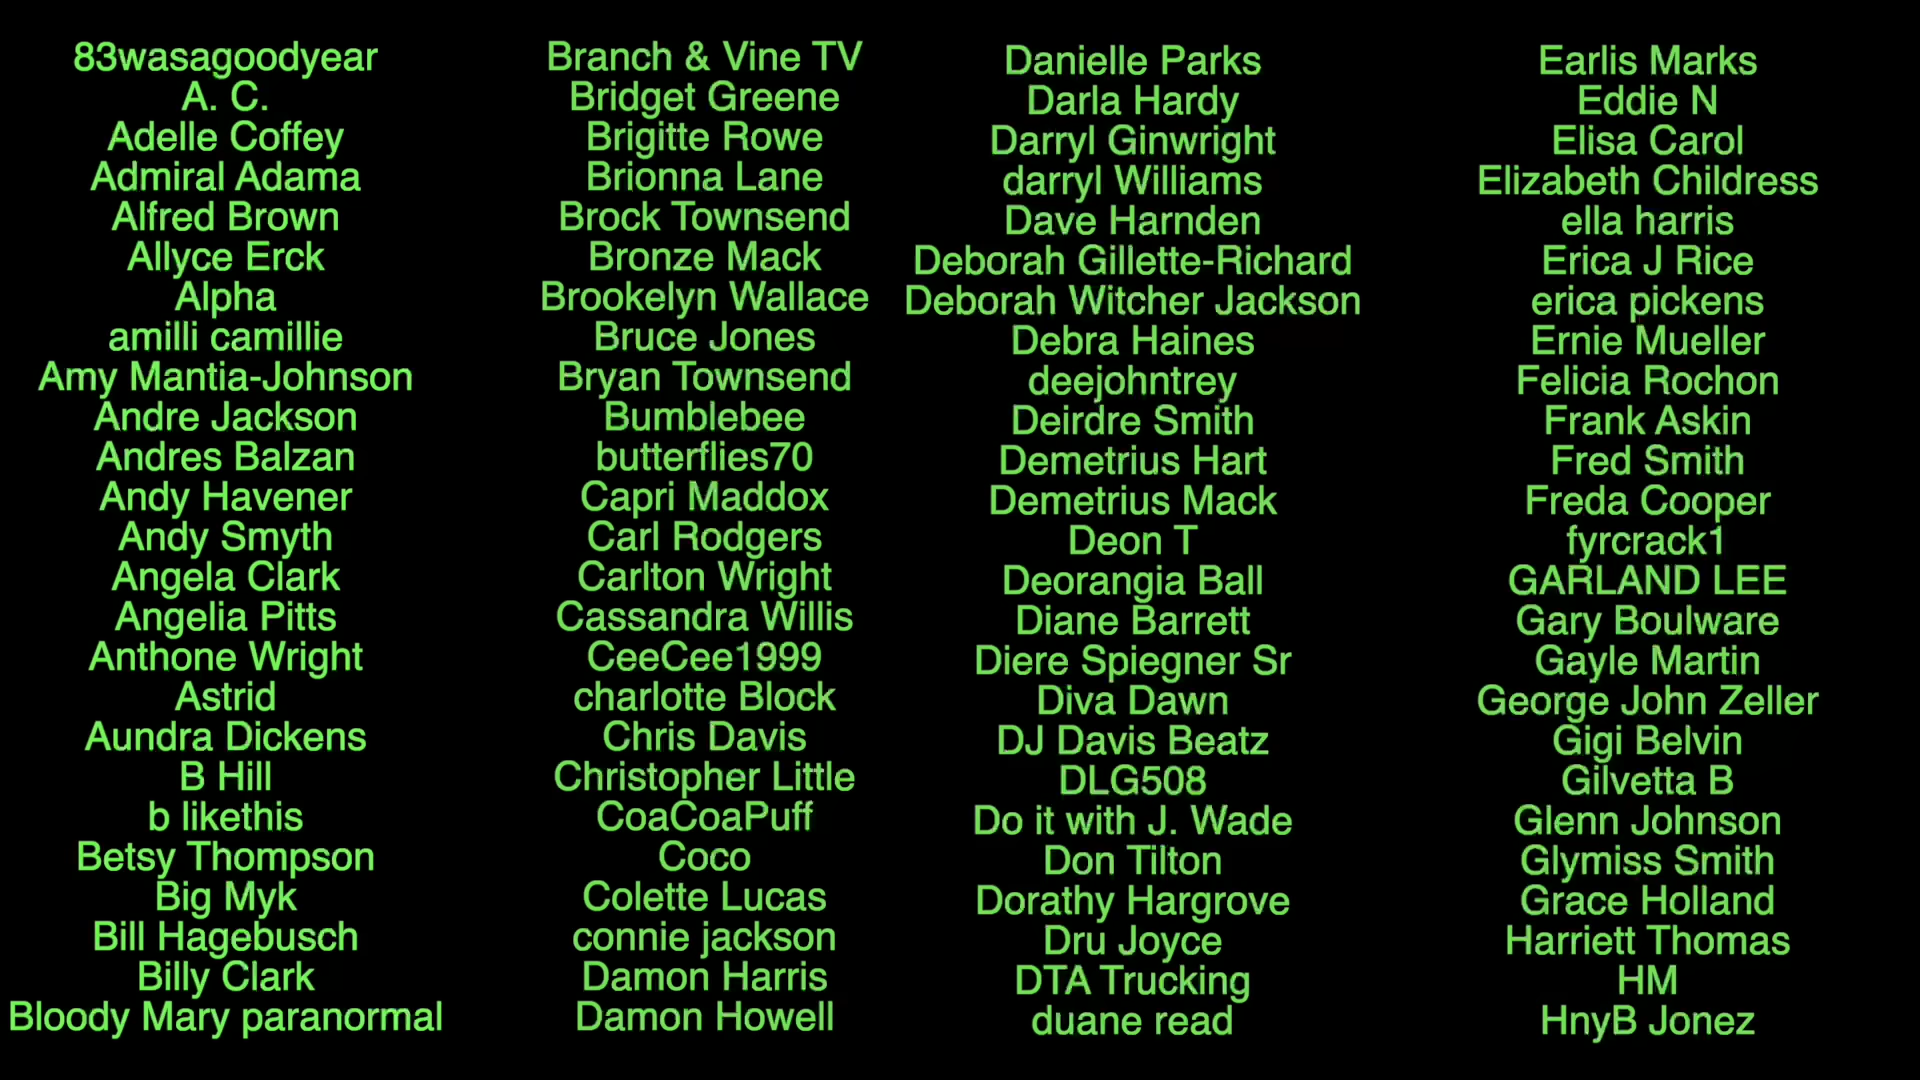 83wasagoodyear
A. C.
Adelle Coffey
Admiral Adama
Alfred Brown
Allyce Erck
Alpha
amilli camillie
Amy Mantia-Johnson
Andre Jackson
Andres Balzan
Andy Havener
Andy Smyth
Angela Clark
Angelia Pitts
Anthone Wright
Astrid
Aundra Dickens
B Hill
b likethis
Betsy Thompson
Big Myk
Bill Hagebusch
Billy Clark
Bloody Mary paranormal
Branch & Vine TV
Bridget Greene
Brigitte Rowe
Brionna Lane
Brock Townsend
Bronze Mack
Brookelyn Wallace
Bruce Jones
Bryan Townsend
Bumblebee
butterflies70
Capri Maddox
Carl Rodgers
Carlton Wright
Cassandra Willis
CeeCee1999
charlotte Block
Chris Davis
Christopher Little
CoaCoaPuff
Coco
Colette Lucas
connie jackson
Damon Harris
Damon Howell
Danielle Parks
Darla Hardy
Darryl Ginwright
darryl Williams
Dave Harnden
Deborah Gillette-Richard
Deborah Witcher Jackson
Debra Haines
deejohntrey
Deirdre Smith
Demetrius Hart
Demetrius Mack
Deon T
Deorangia Ball
Diane Barrett
Diere Spiegner Sr
Diva Dawn
DJ Davis Beatz
DLG508
Do it with J. Wade
Don Tilton
Dorathy Hargrove
Dru Joyce
DTA Trucking
duane read
Earlis Marks
Eddie N
Elisa Carol
Elizabeth Childress
ella harris
Erica J Rice
erica pickens
Ernie Mueller
Felicia Rochon
Frank Askin
Fred Smith
Freda Cooper
fyrcrack1
GARLAND LEE
Gary Boulware
Gayle Martin
George John Zeller
Gigi Belvin
Gilvetta B
Glenn Johnson
Glymiss Smith
Grace Holland
Harriett Thomas
HM
HnyB Jonez